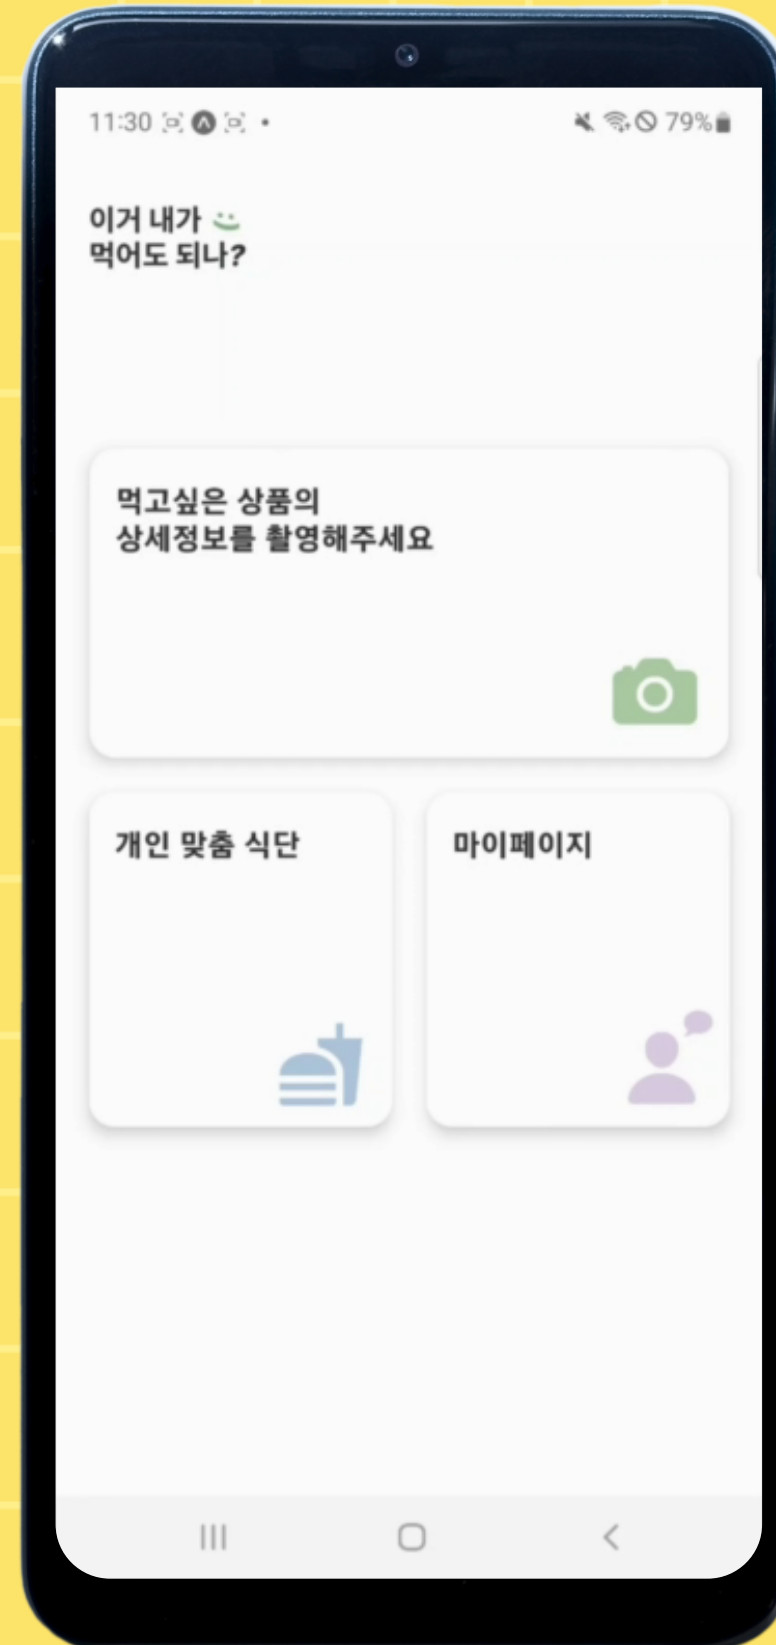 11:30
79%
이거 내가
먹어도 되나?
먹고싶은 상품의
상세정보를 촬영해주세요
개인 맞춤 식단
마이페이지